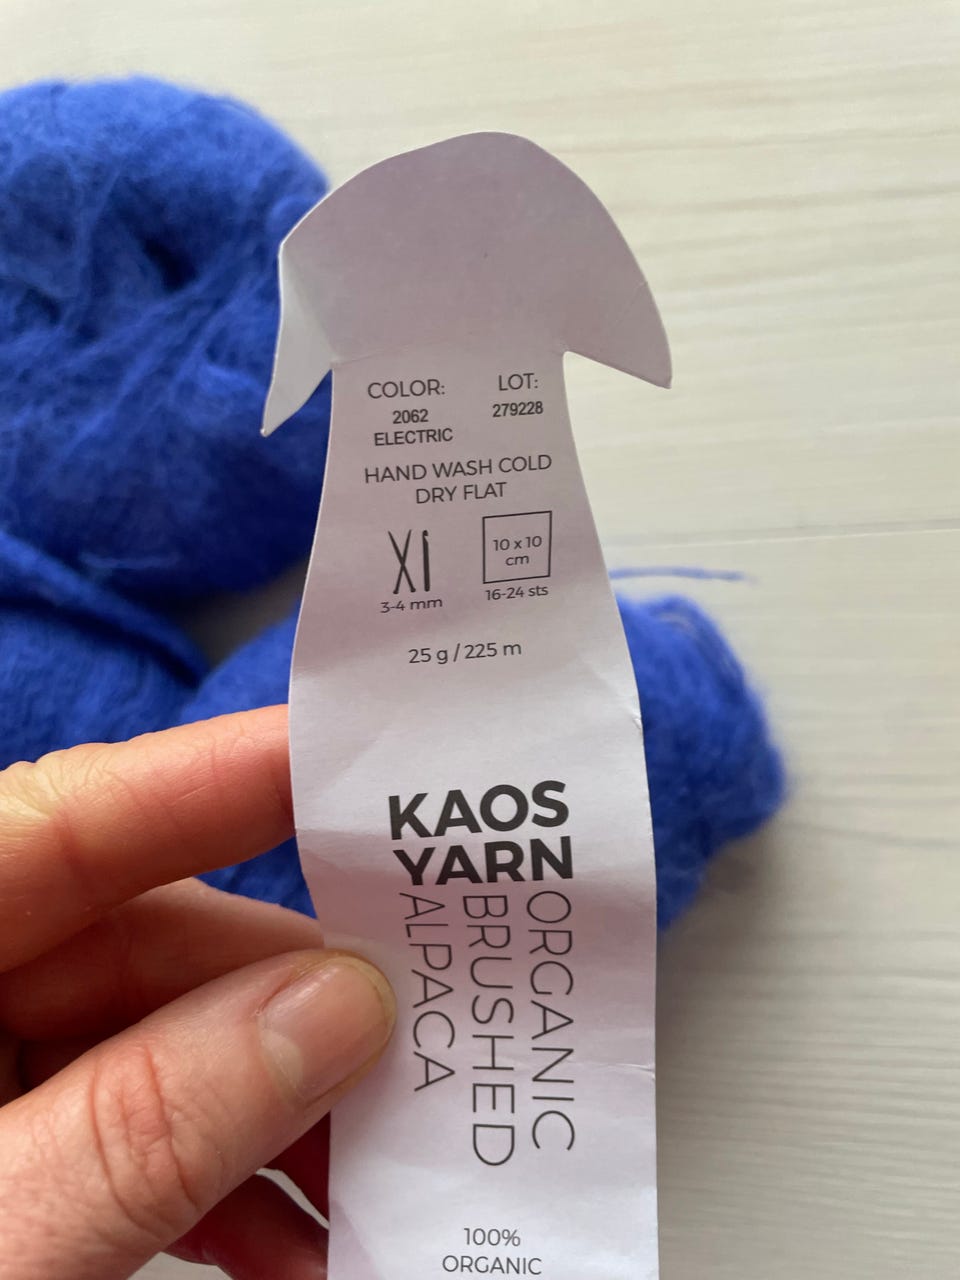 COLOR: LOT:
2062 279228
ELECTRIC
HAND WASH COLD
DRY FLAT
10 x 10
cm
3-4 mm 16-24 sts
25 g / 225 m
KAOS
YARN
ORGANIC
BRUSHED
ALPACA
100%
ORGANIC